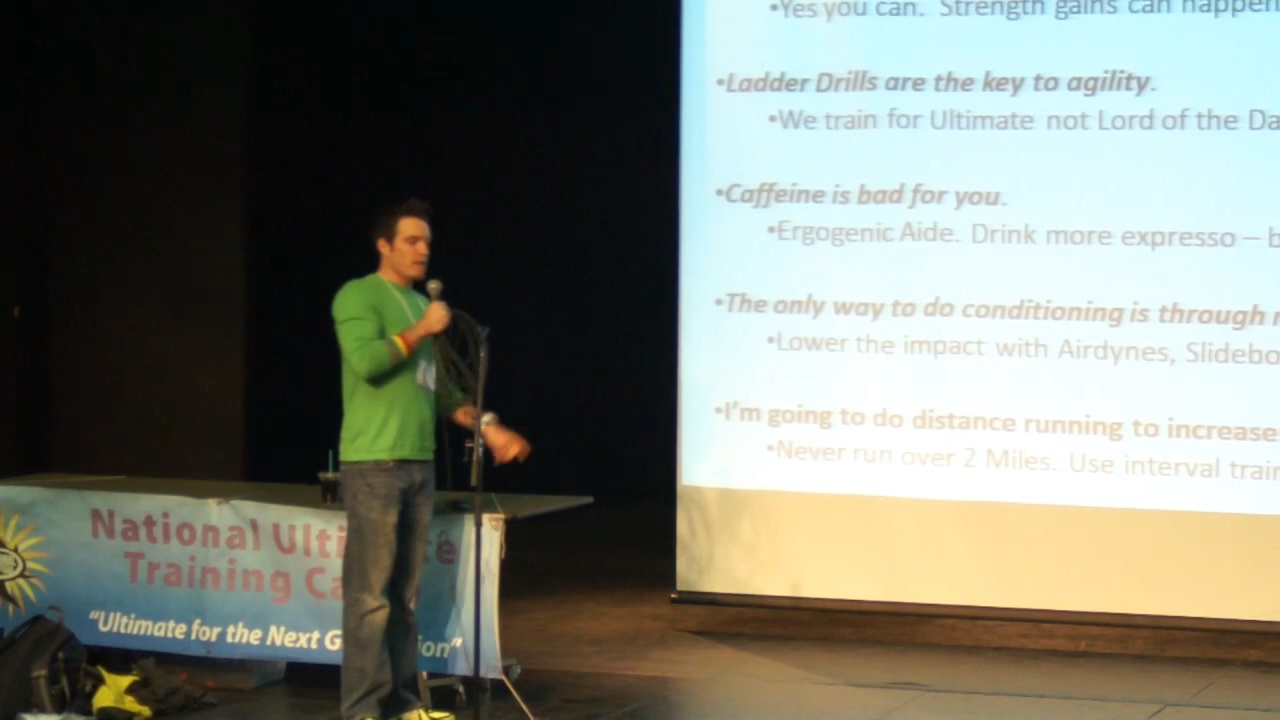 •Yes you can. Strength gains can happen
•Ladder Drills are the key to agility.
•We train for Ultimate not Lord of the Da
•Caffeine is bad for you.
•Ergogenic Aide. Drink more expresso – b
•The only way to do conditioning is through r
•Lower the impact with Airdynes, Slidebo
•I'm going to do distance running to increase
•Never run over 2 Miles. Use interval train
National Ulti te
Training Ca
"Ultimate for the Next G ion"